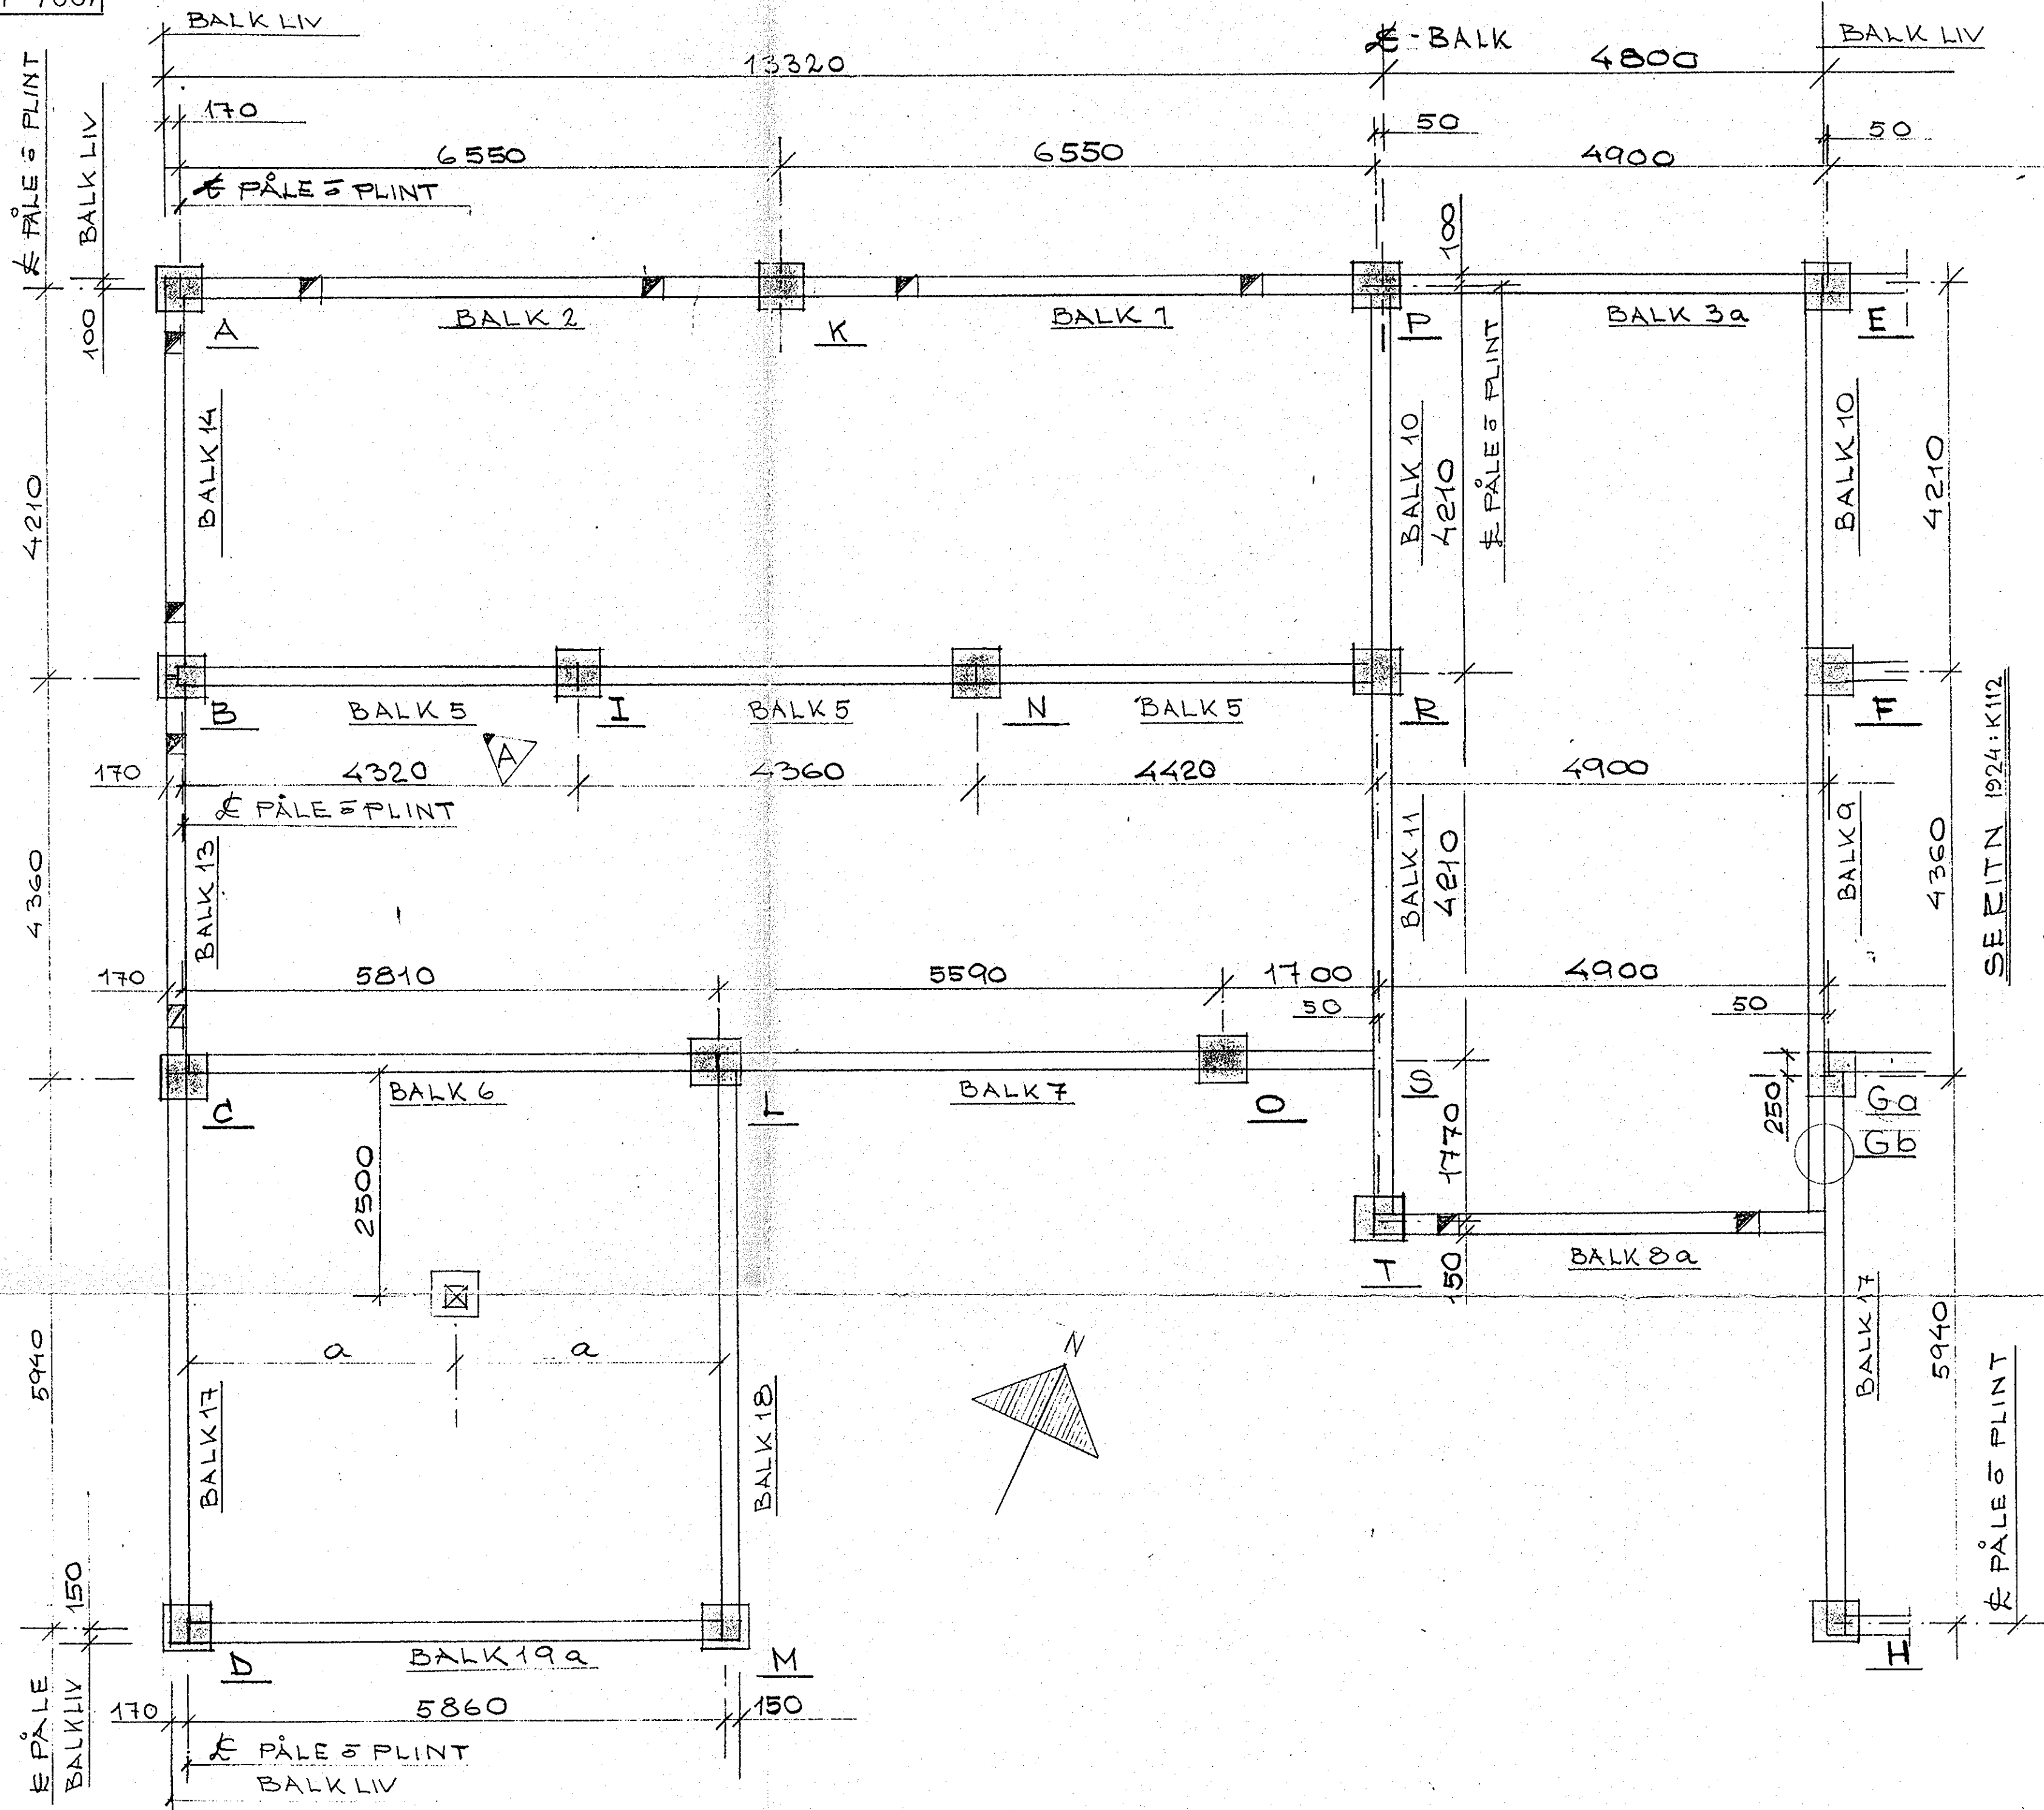 BALK LIV
℄ - BALK
BALK LIV
13320
4800
170
50
50
6550
6550
4900
℄ PÅLE ō PLINT
℄ PÅLE ō PLINT
BALK LIV
100
100
A
BALK 2
K
BALK 1
P
BALK 3a
E
BALK 14
BALK 10
4210
℄ PÅLE ō PLINT
BALK 10
4210
4210
B
BALK 5
I
BALK 5
N
BALK 5
R
F
A
170
4320
4360
4420
4900
℄ PÅLE ō PLINT
BALK 13
4360
BALK 11
4210
BALK 9
4360
SE RITN 1924:K112
170
5810
5590
1700
4900
50
50
C
BALK 6
L
BALK 7
O
S
Ga
Gb
250
2500
1770
T
150
BALK 8a
a
a
N
5940
BALK 17
BALK 18
BALK 17
5940
℄ PÅLE ō PLINT
150
D
BALK 19a
M
H
170
5860
150
℄ PÅLE
BALKLIV
℄ PÅLE ō PLINT
BALK LIV